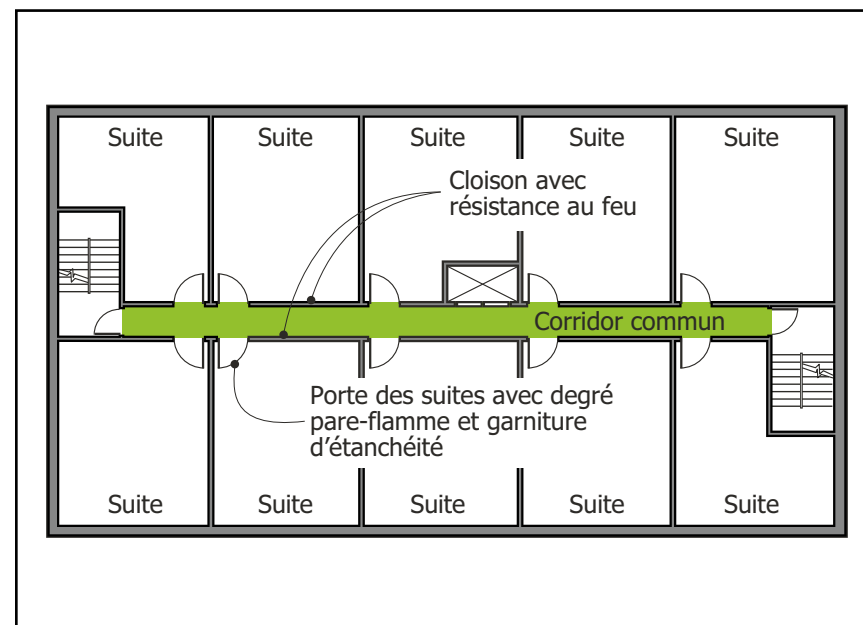 Suite Suite Suite Suite Suite
Cloison avec
résistance au feu
Corridor commun
Porte des suites avec degré
pare-flamme et garniture
d’étanchéité
Suite Suite Suite Suite Suite